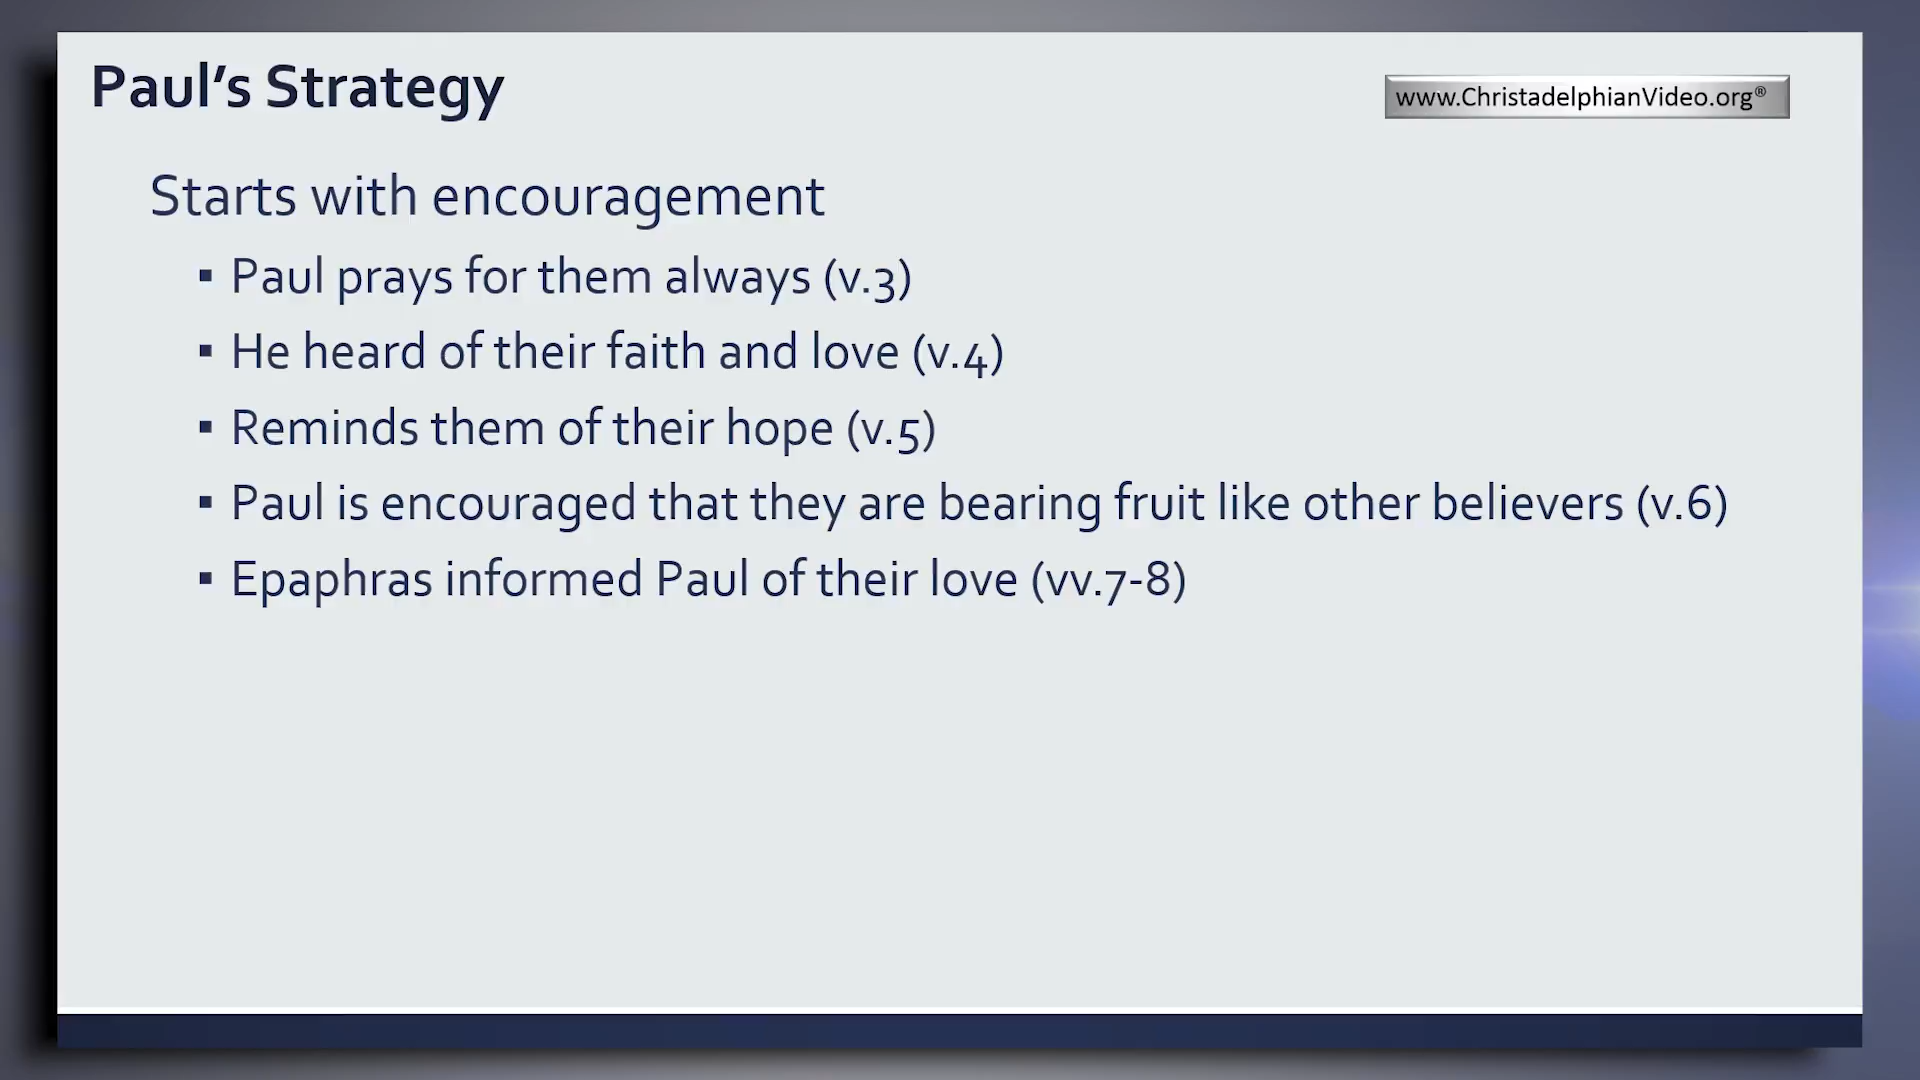 Paul’s Strategy
www.ChristadelphianVideo.org®
Starts with encouragement
▪ Paul prays for them always (v.3)
▪ He heard of their faith and love (v.4)
▪ Reminds them of their hope (v.5)
▪ Paul is encouraged that they are bearing fruit like other believers (v.6)
▪ Epaphras informed Paul of their love (vv.7-8)